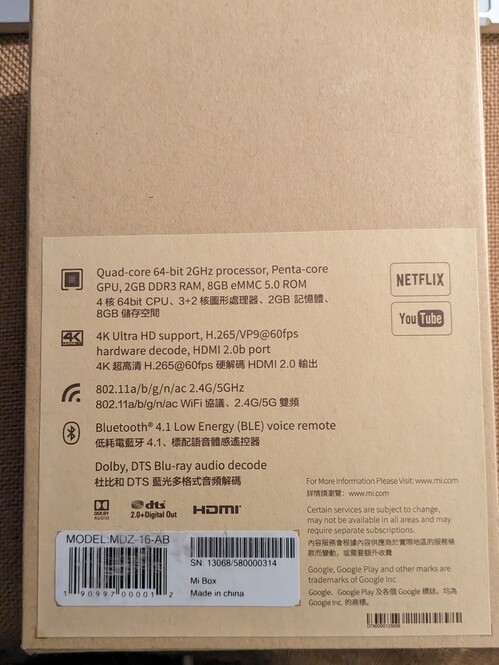 Quad-core 64-bit 2GHz processor, Penta-core
GPU, 2GB DDR3 RAM, 8GB eMMC 5.0 ROM
4 核 64bit CPU、3+2 核圖形處理器、2GB 記憶體、
8GB 儲存空間
NETFLIX
You Tube
4K
4K Ultra HD support, H.265/VP9@60fps
hardware decode, HDMI 2.0b port
4K 超高清 H.265@60fps 硬解碼 HDMI 2.0 輸出
802.11a/b/g/n/ac 2.4G/5GHz
802.11a/b/g/n/ac WiFi 協議、2.4G/5G 雙頻
Bluetooth® 4.1 Low Energy (BLE) voice remote
低耗電藍牙 4.1、標配語音體感遙控器
Dolby, DTS Blu-ray audio decode
杜比和 DTS 藍光多格式音頻解碼
DOLBY
AUDIO
dts
2.0+Digital Out
HDMI
For More Information Please Visit: www.mi.com
詳情請瀏覽：www.mi.com
Certain services are subject to change,
may not be available in all areas and may
require separate subscriptions.
內容服務會根據內容供應商於實際地區的服務條
款而變動，或需要額外收費
Google, Google Play and other marks are
trademarks of Google Inc.
Google、Google Play 及各個 Google 標誌，均為
Google Inc. 的商標。
MODEL:MDZ-16-AB
1 90997 00001 2
SN: 13068/580000314
Mi Box
Made in china